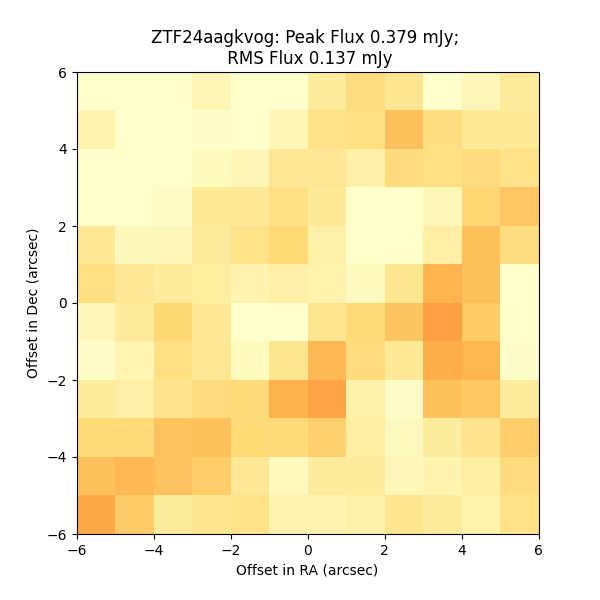 ZTF24aagkvog: Peak Flux 0.379 mJy;
RMS Flux 0.137 mJy
6
4
2
0
−2
−4
−6
Offset in Dec (arcsec)
−6 −4 −2 0 2 4 6
Offset in RA (arcsec)